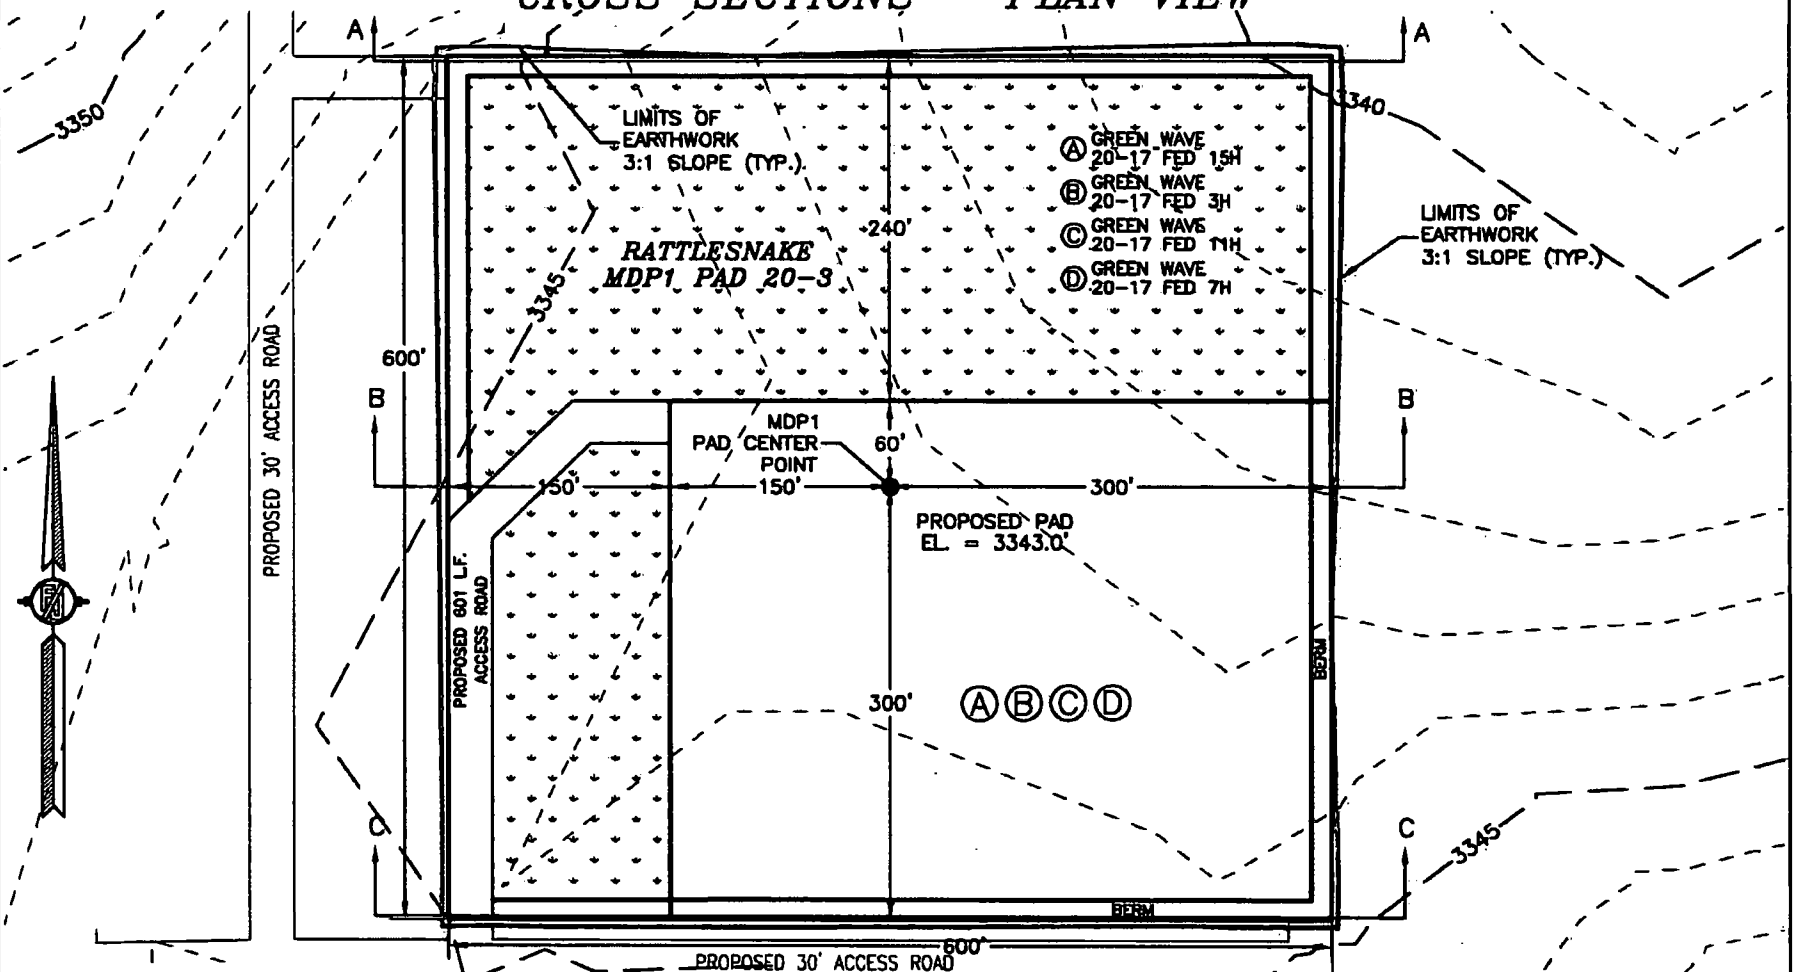 CROSS SECTIONS PLAN VIEW
A
A
3350
LIMITS OF
EARTHWORK
3:1 SLOPE (TYP.)
3340
Ⓐ GREEN WAVE
20-17 FED 15H
Ⓑ GREEN WAVE
20-17 FED 3H
Ⓒ GREEN WAVE
20-17 FED 11H
Ⓓ GREEN WAVE
20-17 FED 7H
LIMITS OF
EARTHWORK
3:1 SLOPE (TYP.)
240'
RATTLESNAKE
MDP1 PAD 20-3
3345
600'
PROPOSED 30' ACCESS ROAD
B
B
MDP1
PAD CENTER
POINT
60'
150'
150'
300'
PROPOSED PAD
EL. = 3343.0'
PROPOSED 601 L.F.
ACCESS ROAD
BERM
300'
Ⓐ Ⓑ Ⓒ Ⓓ
C
C
3345
BERM
600'
PROPOSED 30' ACCESS ROAD